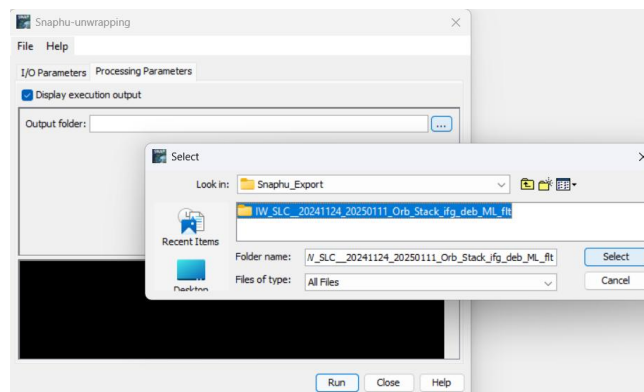 Snaphu-unwrapping
File Help
I/O Parameters Processing Parameters
Display execution output
Output folder:
...
Select
Look in: Snaphu_Export
IW_SLC__20241124_20250111_Orb_Stack_ifg_deb_ML_flt
Recent Items
Folder name: /V_SLC__20241124_20250111_Orb_Stack_ifg_deb_ML_flt Select
Desktop
Files of type: All Files Cancel
Run Close Help